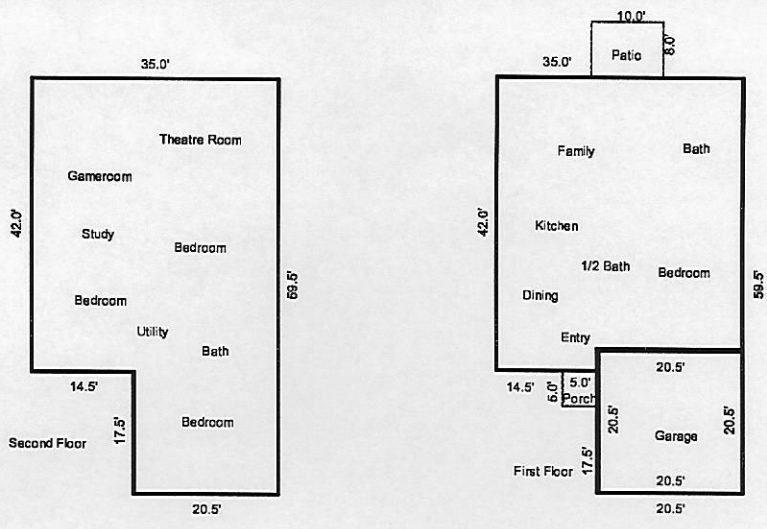 35.0'
Theatre Room
Gameroom
42.0'
Study
Bedroom
59.5'
Bedroom
Utility
Bath
14.5'
17.5'
Bedroom
Second Floor
20.5'
10.0'
8.0'
Patio
35.0'
Family
Bath
42.0'
Kitchen
1/2 Bath
Bedroom
59.5'
Dining
Entry
20.5'
14.5'
5.0'
5.0'
Porch
20.5'
20.5'
Garage
17.5'
First Floor
20.5'
20.5'